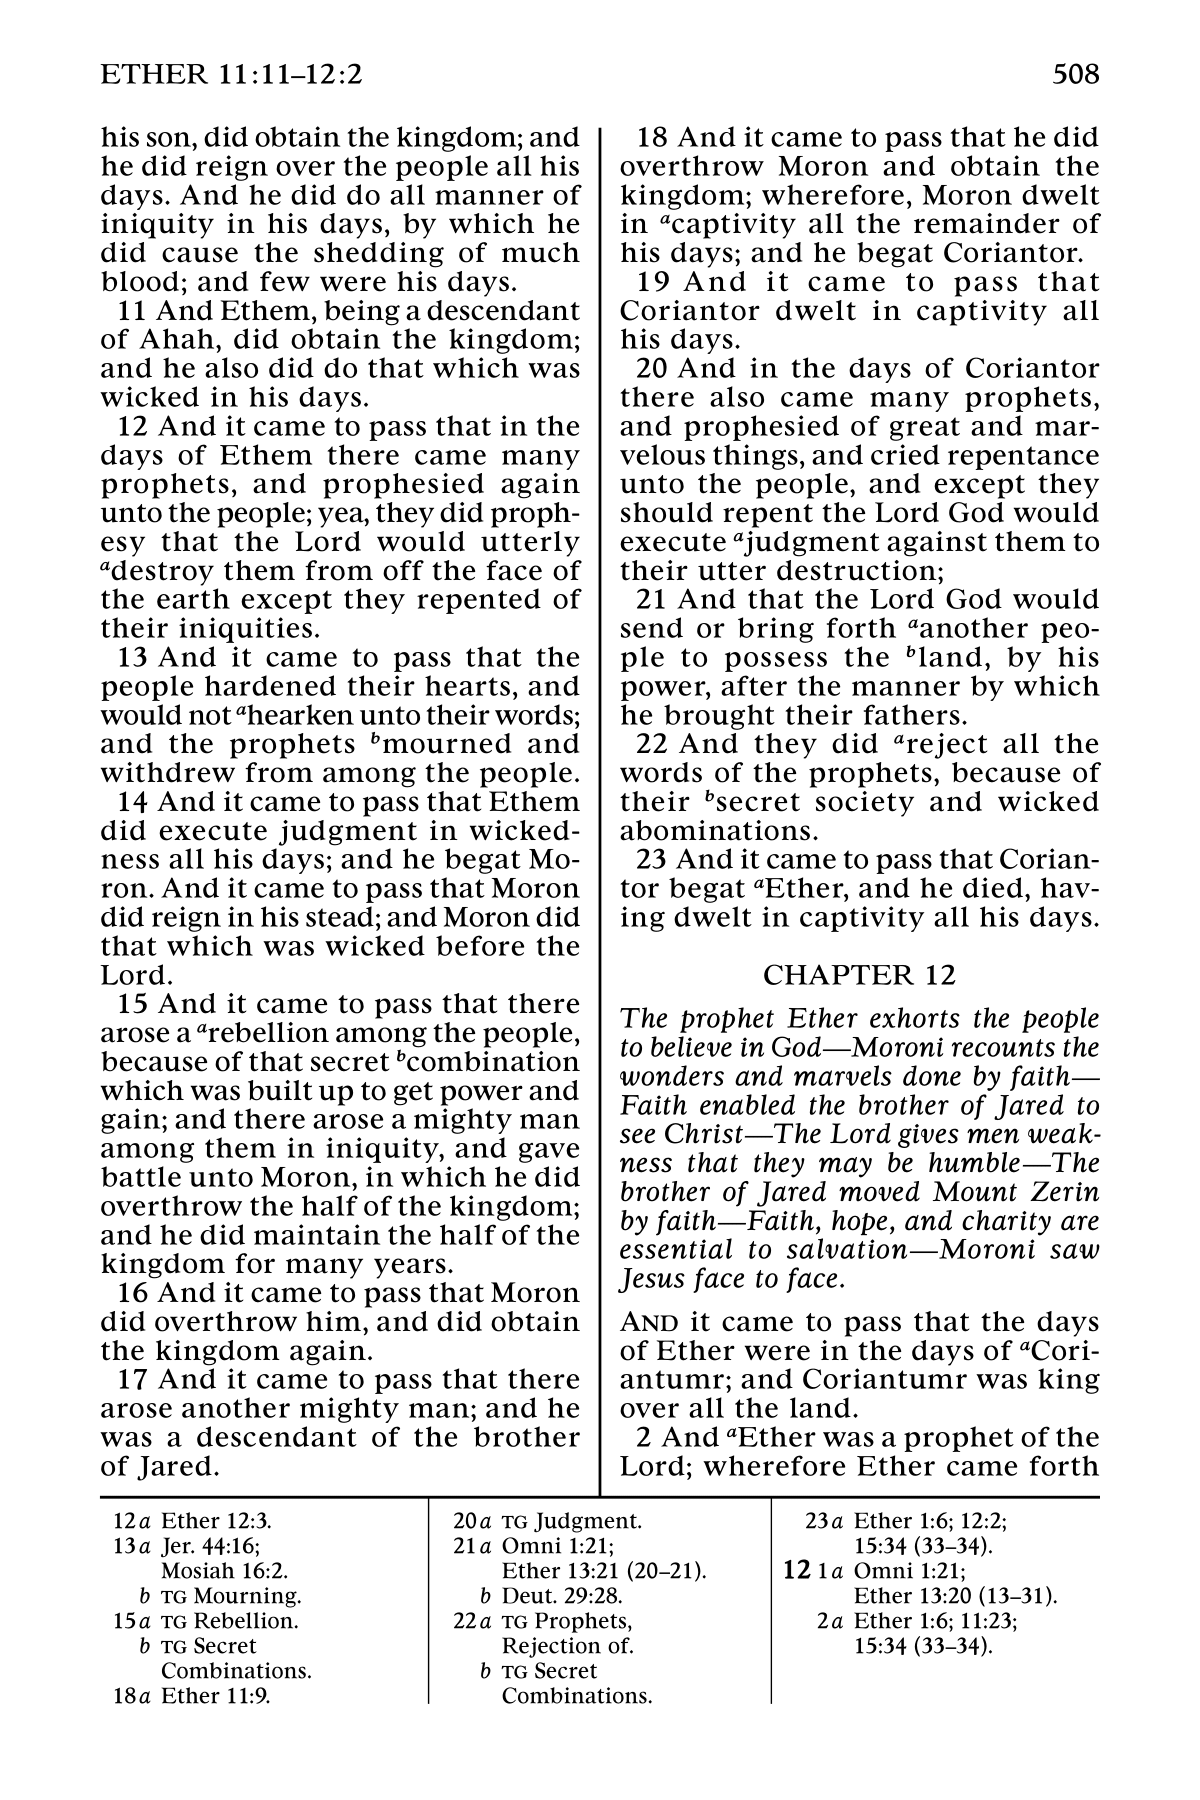 ETHER 11:11–12:2
508
his son, did obtain the kingdom; and
he did reign over the people all his
days. And he did do all manner of
iniquity in his days, by which he
did cause the shedding of much
blood; and few were his days.
11 And Ethem, being a descendant
of Ahah, did obtain the kingdom;
and he also did do that which was
wicked in his days.
12 And it came to pass that in the
days of Ethem there came many
prophets, and prophesied again
unto the people; yea, they did proph-
esy that the Lord would utterly
adestroy them from off the face of
the earth except they repented of
their iniquities.
13 And it came to pass that the
people hardened their hearts, and
would not ahearken unto their words;
and the prophets bmourned and
withdrew from among the people.
14 And it came to pass that Ethem
did execute judgment in wicked-
ness all his days; and he begat Mo-
ron. And it came to pass that Moron
did reign in his stead; and Moron did
that which was wicked before the
Lord.
15 And it came to pass that there
arose a arebellion among the people,
because of that secret bcombination
which was built up to get power and
gain; and there arose a mighty man
among them in iniquity, and gave
battle unto Moron, in which he did
overthrow the half of the kingdom;
and he did maintain the half of the
kingdom for many years.
16 And it came to pass that Moron
did overthrow him, and did obtain
the kingdom again.
17 And it came to pass that there
arose another mighty man; and he
was a descendant of the brother
of Jared.
18 And it came to pass that he did
overthrow Moron and obtain the
kingdom; wherefore, Moron dwelt
in acaptivity all the remainder of
his days; and he begat Coriantor.
19 And it came to pass that
Coriantor dwelt in captivity all
his days.
20 And in the days of Coriantor
there also came many prophets,
and prophesied of great and mar-
velous things, and cried repentance
unto the people, and except they
should repent the Lord God would
execute ajudgment against them to
their utter destruction;
21 And that the Lord God would
send or bring forth aanother peo-
ple to possess the bland, by his
power, after the manner by which
he brought their fathers.
22 And they did areject all the
words of the prophets, because of
their bsecret society and wicked
abominations.
23 And it came to pass that Corian-
tor begat aEther, and he died, hav-
ing dwelt in captivity all his days.
CHAPTER 12
The prophet Ether exhorts the people
to believe in God—Moroni recounts the
wonders and marvels done by faith—
Faith enabled the brother of Jared to
see Christ—The Lord gives men weak-
ness that they may be humble—The
brother of Jared moved Mount Zerin
by faith—Faith, hope, and charity are
essential to salvation—Moroni saw
Jesus face to face.
AND it came to pass that the days
of Ether were in the days of aCori-
antumr; and Coriantumr was king
over all the land.
2 And aEther was a prophet of the
Lord; wherefore Ether came forth
12a Ether 12:3.
13a Jer. 44:16;
Mosiah 16:2.
b TG Mourning.
15a TG Rebellion.
b TG Secret
Combinations.
18a Ether 11:9.
20a TG Judgment.
21a Omni 1:21;
Ether 13:21 (20–21).
b Deut. 29:28.
22a TG Prophets,
Rejection of.
b TG Secret
Combinations.
23a Ether 1:6; 12:2;
15:34 (33–34).
12 1a Omni 1:21;
Ether 13:20 (13–31).
2a Ether 1:6; 11:23;
15:34 (33–34).